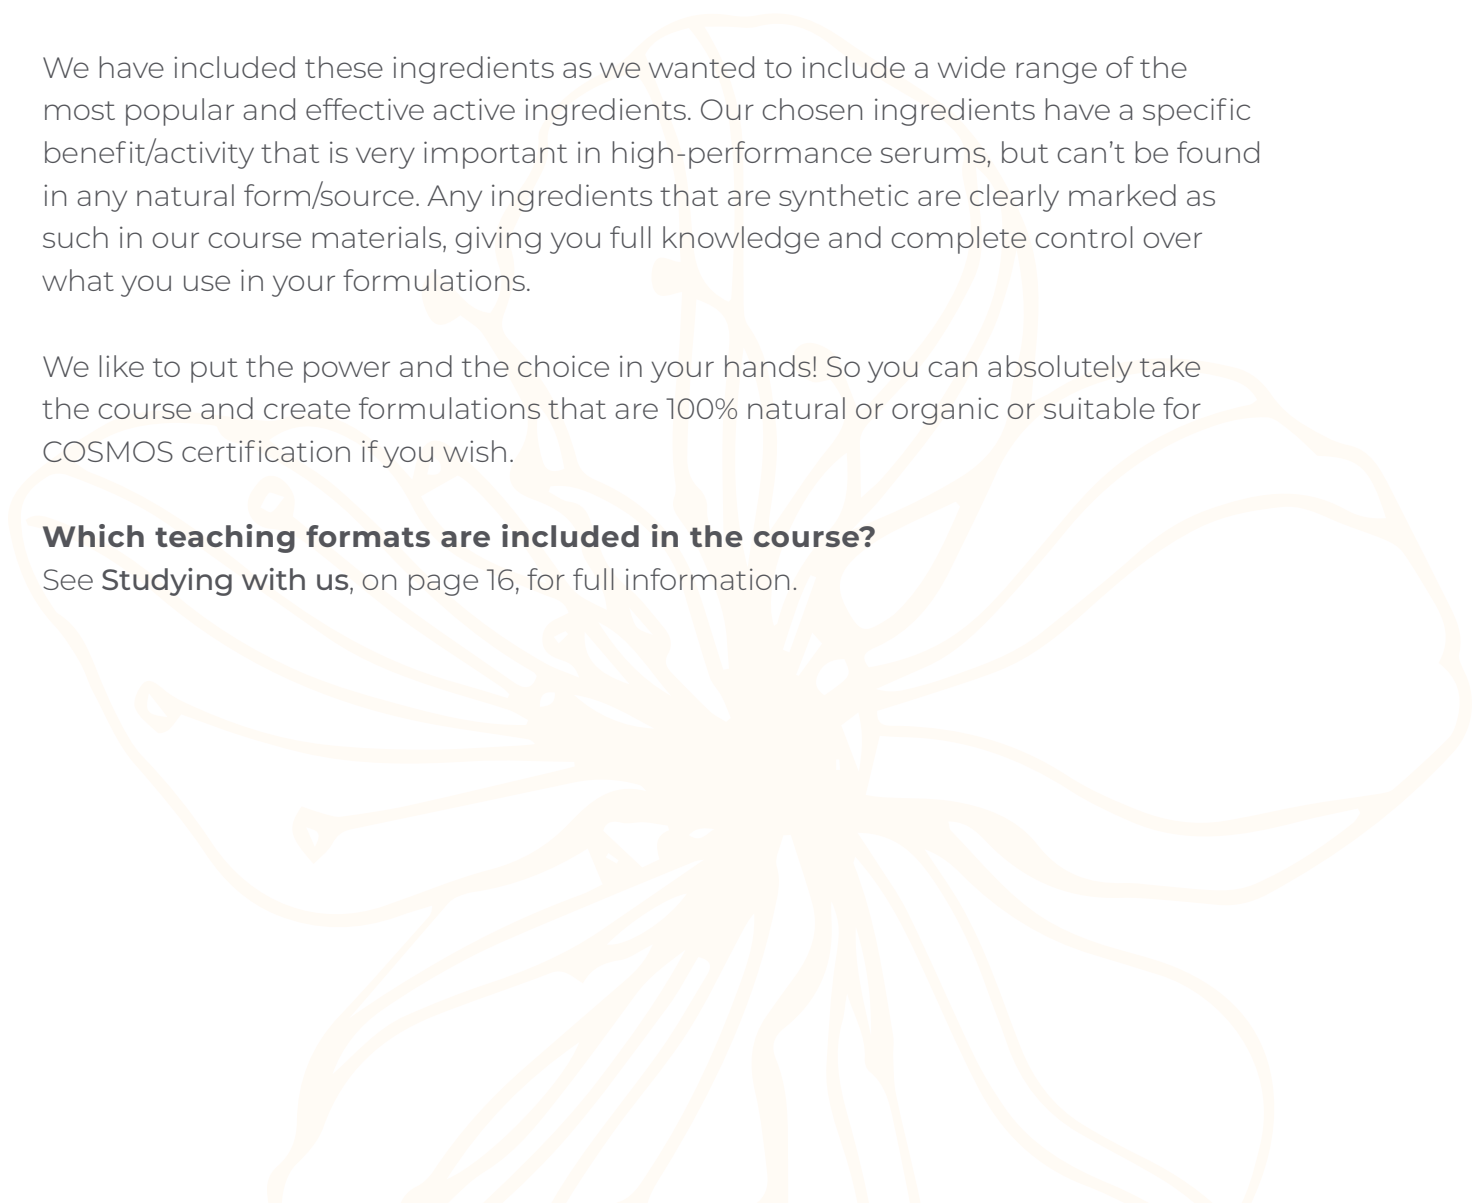 We have included these ingredients as we wanted to include a wide range of the
most popular and effective active ingredients. Our chosen ingredients have a specific
benefit/activity that is very important in high-performance serums, but can’t be found
in any natural form/source. Any ingredients that are synthetic are clearly marked as
such in our course materials, giving you full knowledge and complete control over
what you use in your formulations.
We like to put the power and the choice in your hands! So you can absolutely take
the course and create formulations that are 100% natural or organic or suitable for
COSMOS certification if you wish.
Which teaching formats are included in the course?
See Studying with us, on page 16, for full information.